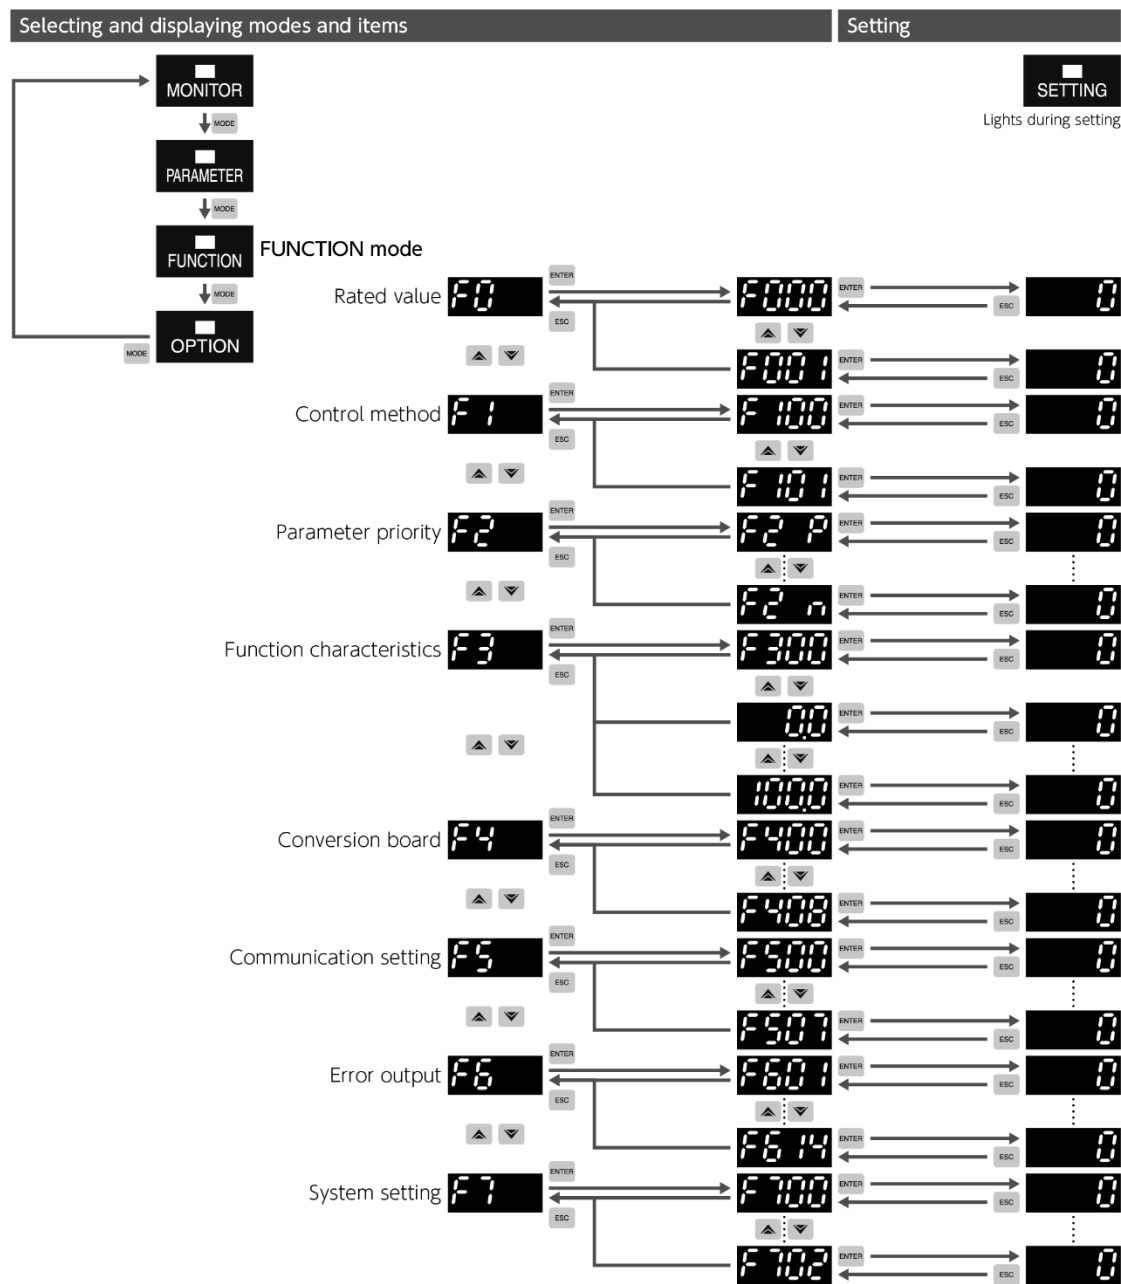 Selecting and displaying modes and items
Setting
MONITOR
MODE
PARAMETER
MODE
FUNCTION
FUNCTION mode
MODE
OPTION
MODE
SETTING
Lights during setting
Rated value
F0
ENTER
ESC
F000
ENTER
ESC
0
F001
ENTER
ESC
0
Control method
F1
ENTER
ESC
F100
ENTER
ESC
0
F101
ENTER
ESC
0
Parameter priority
F2
ENTER
ESC
F2 P
ENTER
ESC
0
F2 n
ENTER
ESC
0
Function characteristics
F3
ENTER
ESC
F300
ENTER
ESC
0
0.0
ENTER
ESC
0
100.0
ENTER
ESC
0
Conversion board
F4
ENTER
ESC
F400
ENTER
ESC
0
F408
ENTER
ESC
0
Communication setting
F5
ENTER
ESC
F500
ENTER
ESC
0
F507
ENTER
ESC
0
Error output
F6
ENTER
ESC
F601
ENTER
ESC
0
F614
ENTER
ESC
0
System setting
F7
ENTER
ESC
F700
ENTER
ESC
0
F702
ENTER
ESC
0